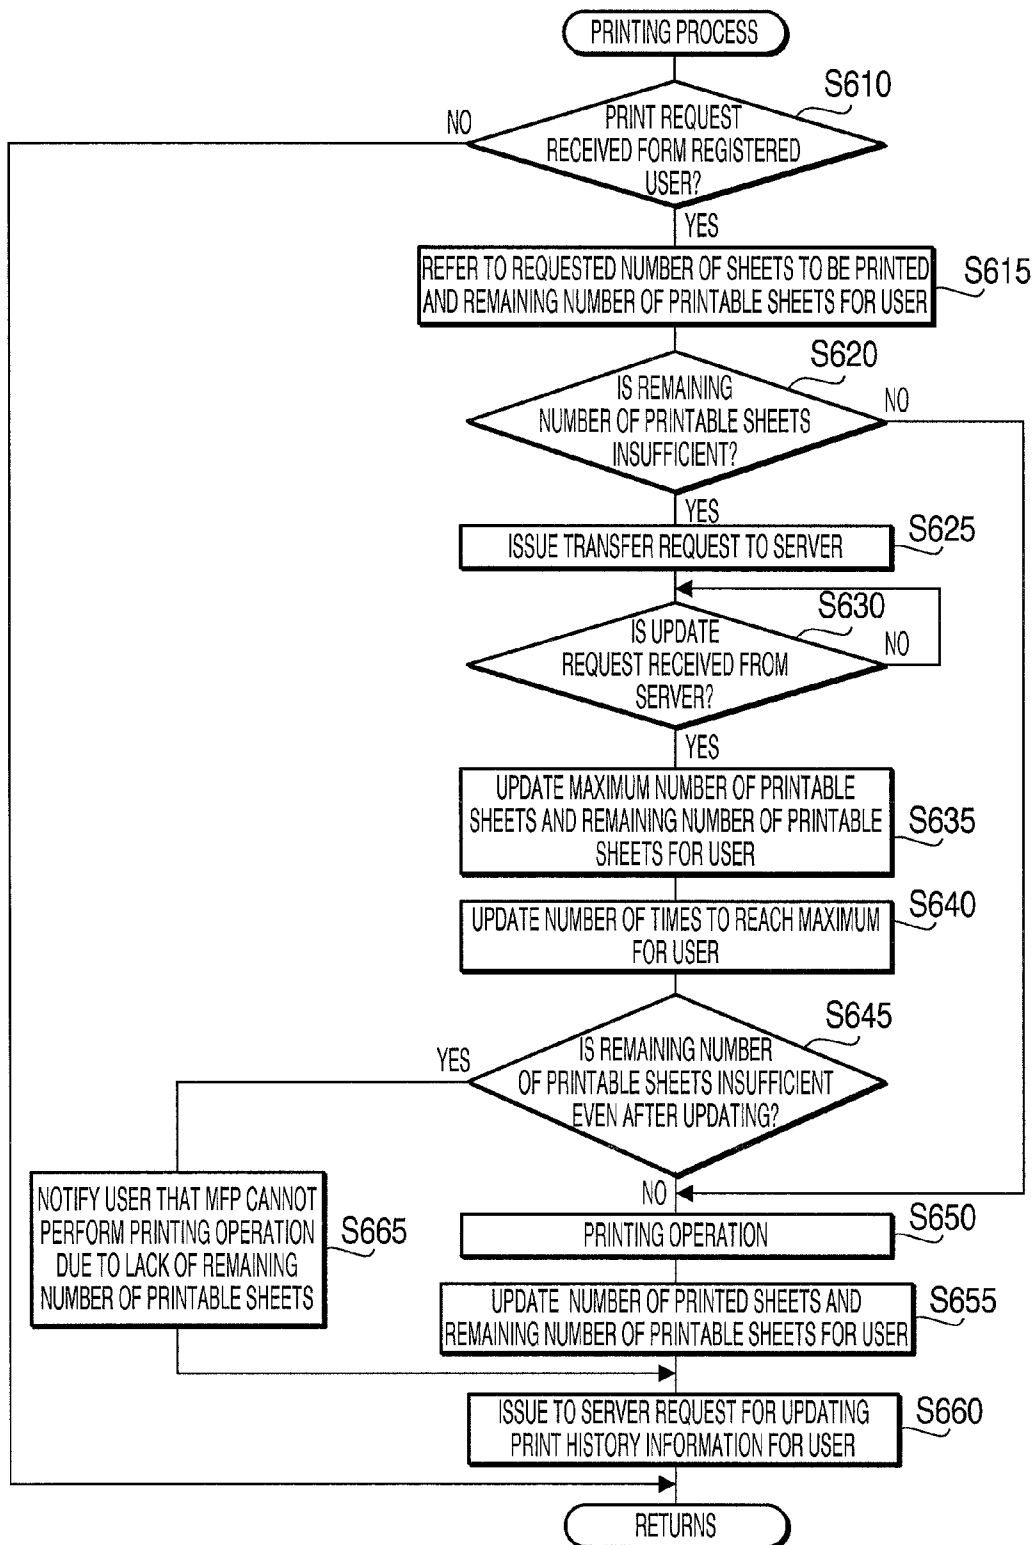 PRINTING PROCESS
S610
NO
PRINT REQUEST
RECEIVED FORM REGISTERED
USER?
YES
REFER TO REQUESTED NUMBER OF SHEETS TO BE PRINTED
AND REMAINING NUMBER OF PRINTABLE SHEETS FOR USER
S615
S620
IS REMAINING
NUMBER OF PRINTABLE SHEETS
INSUFFICIENT?
NO
YES
ISSUE TRANSFER REQUEST TO SERVER
S625
S630
IS UPDATE
REQUEST RECEIVED FROM
SERVER?
NO
YES
UPDATE MAXIMUM NUMBER OF PRINTABLE
SHEETS AND REMAINING NUMBER OF PRINTABLE
SHEETS FOR USER
S635
UPDATE NUMBER OF TIMES TO REACH MAXIMUM
FOR USER
S640
S645
YES
IS REMAINING NUMBER
OF PRINTABLE SHEETS INSUFFICIENT
EVEN AFTER UPDATING?
NO
NOTIFY USER THAT MFP CANNOT
PERFORM PRINTING OPERATION
DUE TO LACK OF REMAINING
NUMBER OF PRINTABLE SHEETS
S665
PRINTING OPERATION
S650
UPDATE NUMBER OF PRINTED SHEETS AND
REMAINING NUMBER OF PRINTABLE SHEETS FOR USER
S655
ISSUE TO SERVER REQUEST FOR UPDATING
PRINT HISTORY INFORMATION FOR USER
S660
RETURNS